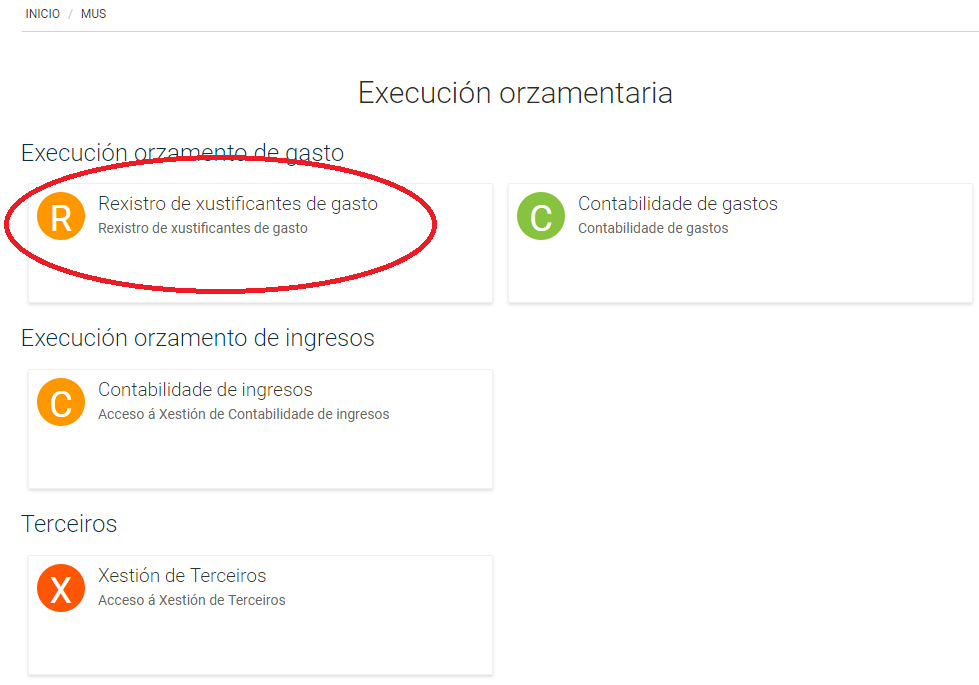 INICIO / MUS
Execución orzamentaria
Execución orzamento de gasto
R
Rexistro de xustificantes de gasto
Rexistro de xustificantes de gasto
C
Contabilidade de gastos
Contabilidade de gastos
Execución orzamento de ingresos
C
Contabilidade de ingresos
Acceso á Xestión de Contabilidade de ingresos
Terceiros
X
Xestión de Terceiros
Acceso á Xestión de Terceiros